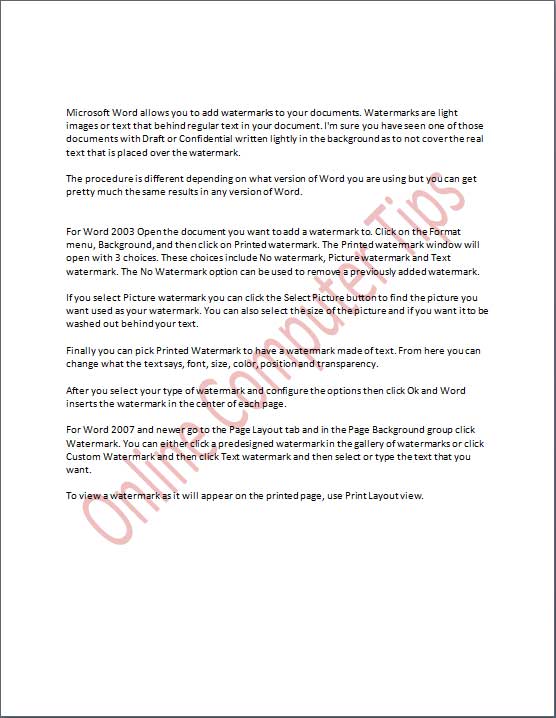 Microsoft Word allows you to add watermarks to your documents. Watermarks are light
images or text that behind regular text in your document. I'm sure you have seen one of those
documents with Draft or Confidential written lightly in the background as to not cover the real
text that is placed over the watermark.
The procedure is different depending on what version of Word you are using but you can get
pretty much the same results in any version of Word.
For Word 2003 Open the document you want to add a watermark to. Click on the Format
menu, Background, and then click on Printed watermark. The Printed watermark window will
open with 3 choices. These choices include No watermark, Picture watermark and Text
watermark. The No Watermark option can be used to remove a previously added watermark.
If you select Picture watermark you can click the Select Picture button to find the picture you
want used as your watermark. You can also select the size of the picture and if you want it to be
washed out behind your text.
Finally you can pick Printed Watermark to have a watermark made of text. From here you can
change what the text says, font, size, color, position and transparency.
After you select your type of watermark and configure the options then click Ok and Word
inserts the watermark in the center of each page.
For Word 2007 and newer go to the Page Layout tab and in the Page Background group click
Watermark. You can either click a predesigned watermark in the gallery of watermarks or click
Custom Watermark and then click Text watermark and then select or type the text that you
want.
To view a watermark as it will appear on the printed page, use Print Layout view.
Online Computer Tips